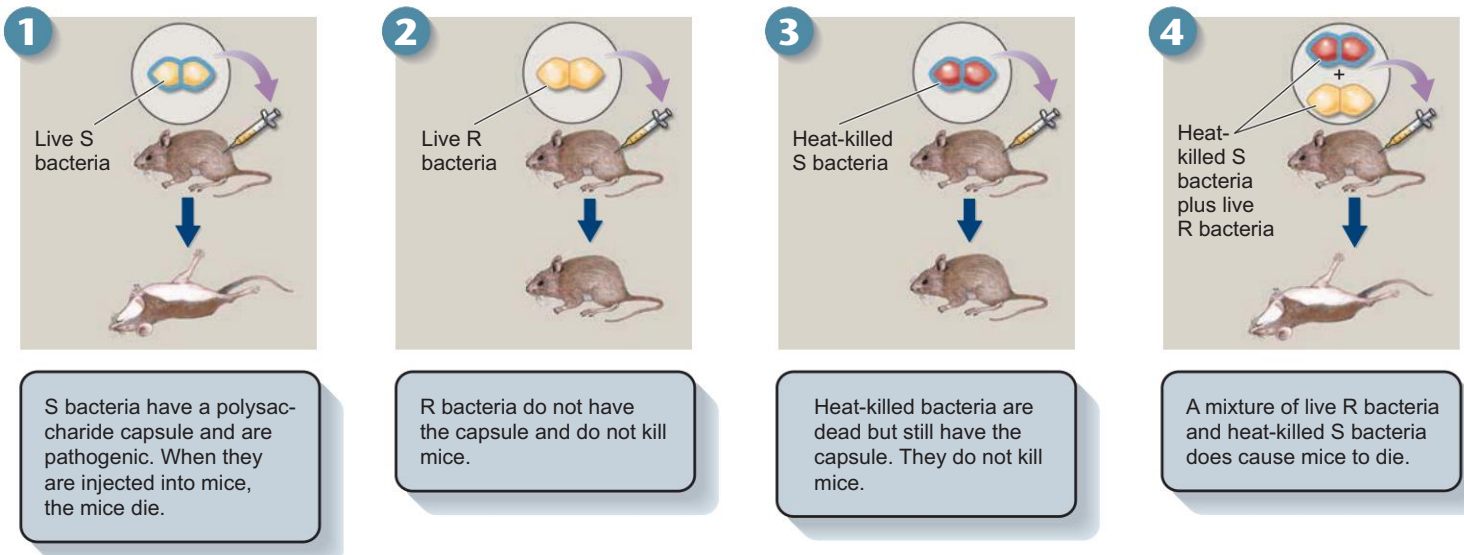 1
Live S
bacteria
S bacteria have a polysac-
charide capsule and are
pathogenic. When they
are injected into mice,
the mice die.
2
Live R
bacteria
R bacteria do not have
the capsule and do not kill
mice.
3
Heat-killed
S bacteria
Heat-killed bacteria are
dead but still have the
capsule. They do not kill
mice.
4
+
Heat-
killed S
bacteria
plus live
R bacteria
A mixture of live R bacteria
and heat-killed S bacteria
does cause mice to die.